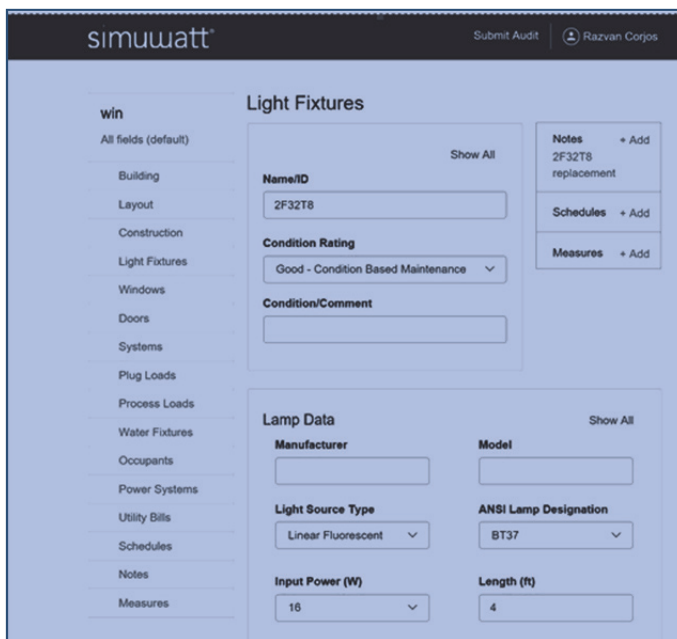 simuwatt®
Submit Audit
Razvan Corjos
win
All fields (default)
Building
Layout
Construction
Light Fixtures
Windows
Doors
Systems
Plug Loads
Process Loads
Water Fixtures
Occupants
Power Systems
Utility Bills
Schedules
Notes
Measures
Light Fixtures
Show All
Name/ID
2F32T8
Condition Rating
Good - Condition Based Maintenance
Condition/Comment
Notes + Add
2F32T8
replacement
Schedules + Add
Measures + Add
Lamp Data Show All
Manufacturer Model
Light Source Type ANSI Lamp Designation
Linear Fluorescent BT37
Input Power (W) Length (ft)
16 4